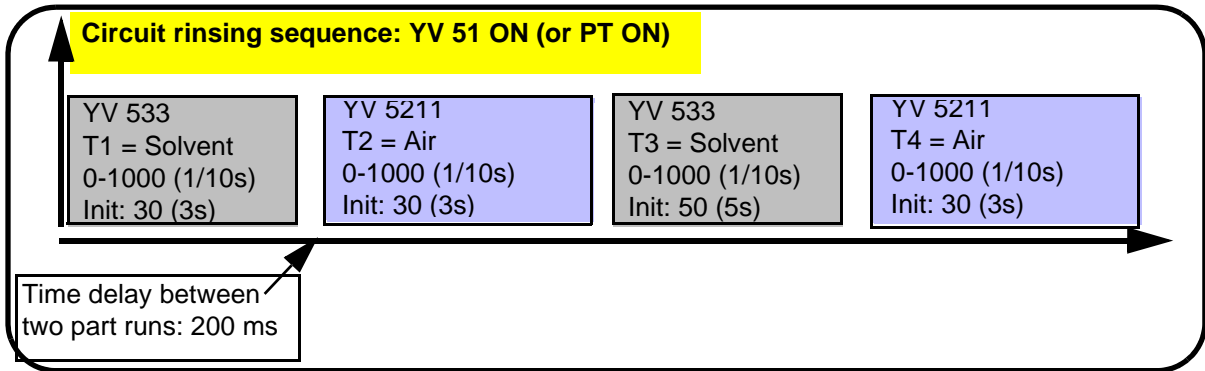 Circuit rinsing sequence: YV 51 ON (or PT ON)
YV 533
T1 = Solvent
0-1000 (1/10s)
Init: 30 (3s)
YV 5211
T2 = Air
0-1000 (1/10s)
Init: 30 (3s)
YV 533
T3 = Solvent
0-1000 (1/10s)
Init: 50 (5s)
YV 5211
T4 = Air
0-1000 (1/10s)
Init: 30 (3s)
Time delay between
two part runs: 200 ms